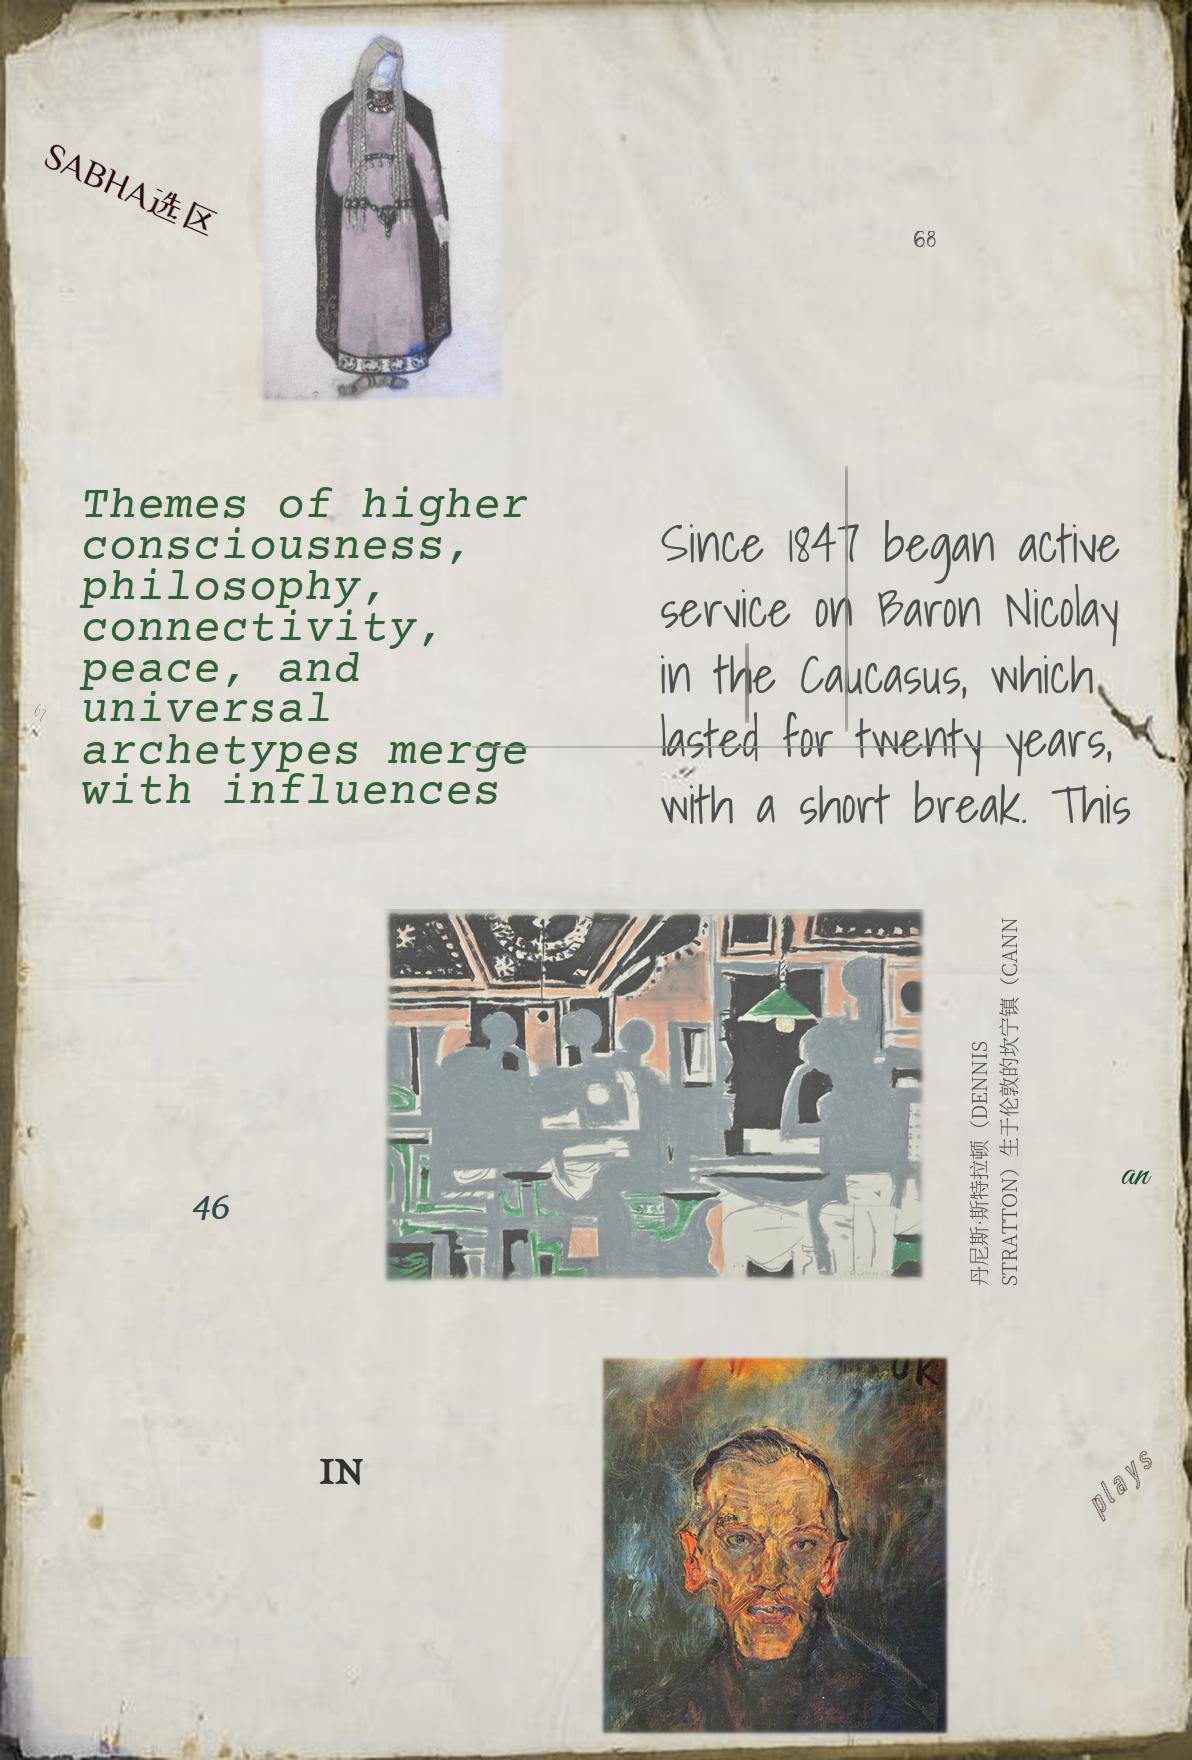 SABHA选区
68
Themes of higher
consciousness,
philosophy,
connectivity,
peace, and
universal
archetypes merge
with influences
Since 1847 began active
service on Baron Nicolay
in the Caucasus, which
lasted for twenty years,
with a short break. This
67
丹尼斯·斯特拉顿（DENNIS
STRATTON）生于伦敦的坎宁镇（CANN
46
an
IN
plays
UK